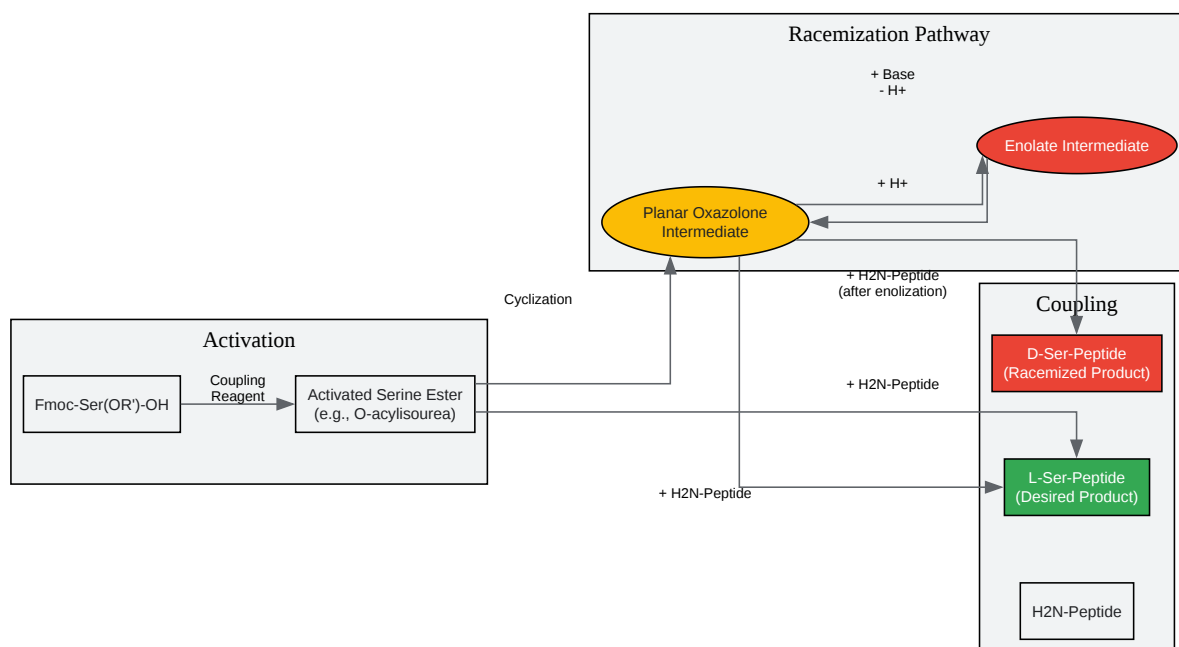 Racemization Pathway
+ Base
- H+
Enolate Intermediate
+ H+
Planar Oxazolone
Intermediate
+ H2N-Peptide
(after enolization)
Cyclization
Coupling
Activation
D-Ser-Peptide
(Racemized Product)
Coupling
Reagent
Fmoc-Ser(OR')-OH
Activated Serine Ester
(e.g., O-acylisourea)
+ H2N-Peptide
L-Ser-Peptide
(Desired Product)
+ H2N-Peptide
H2N-Peptide